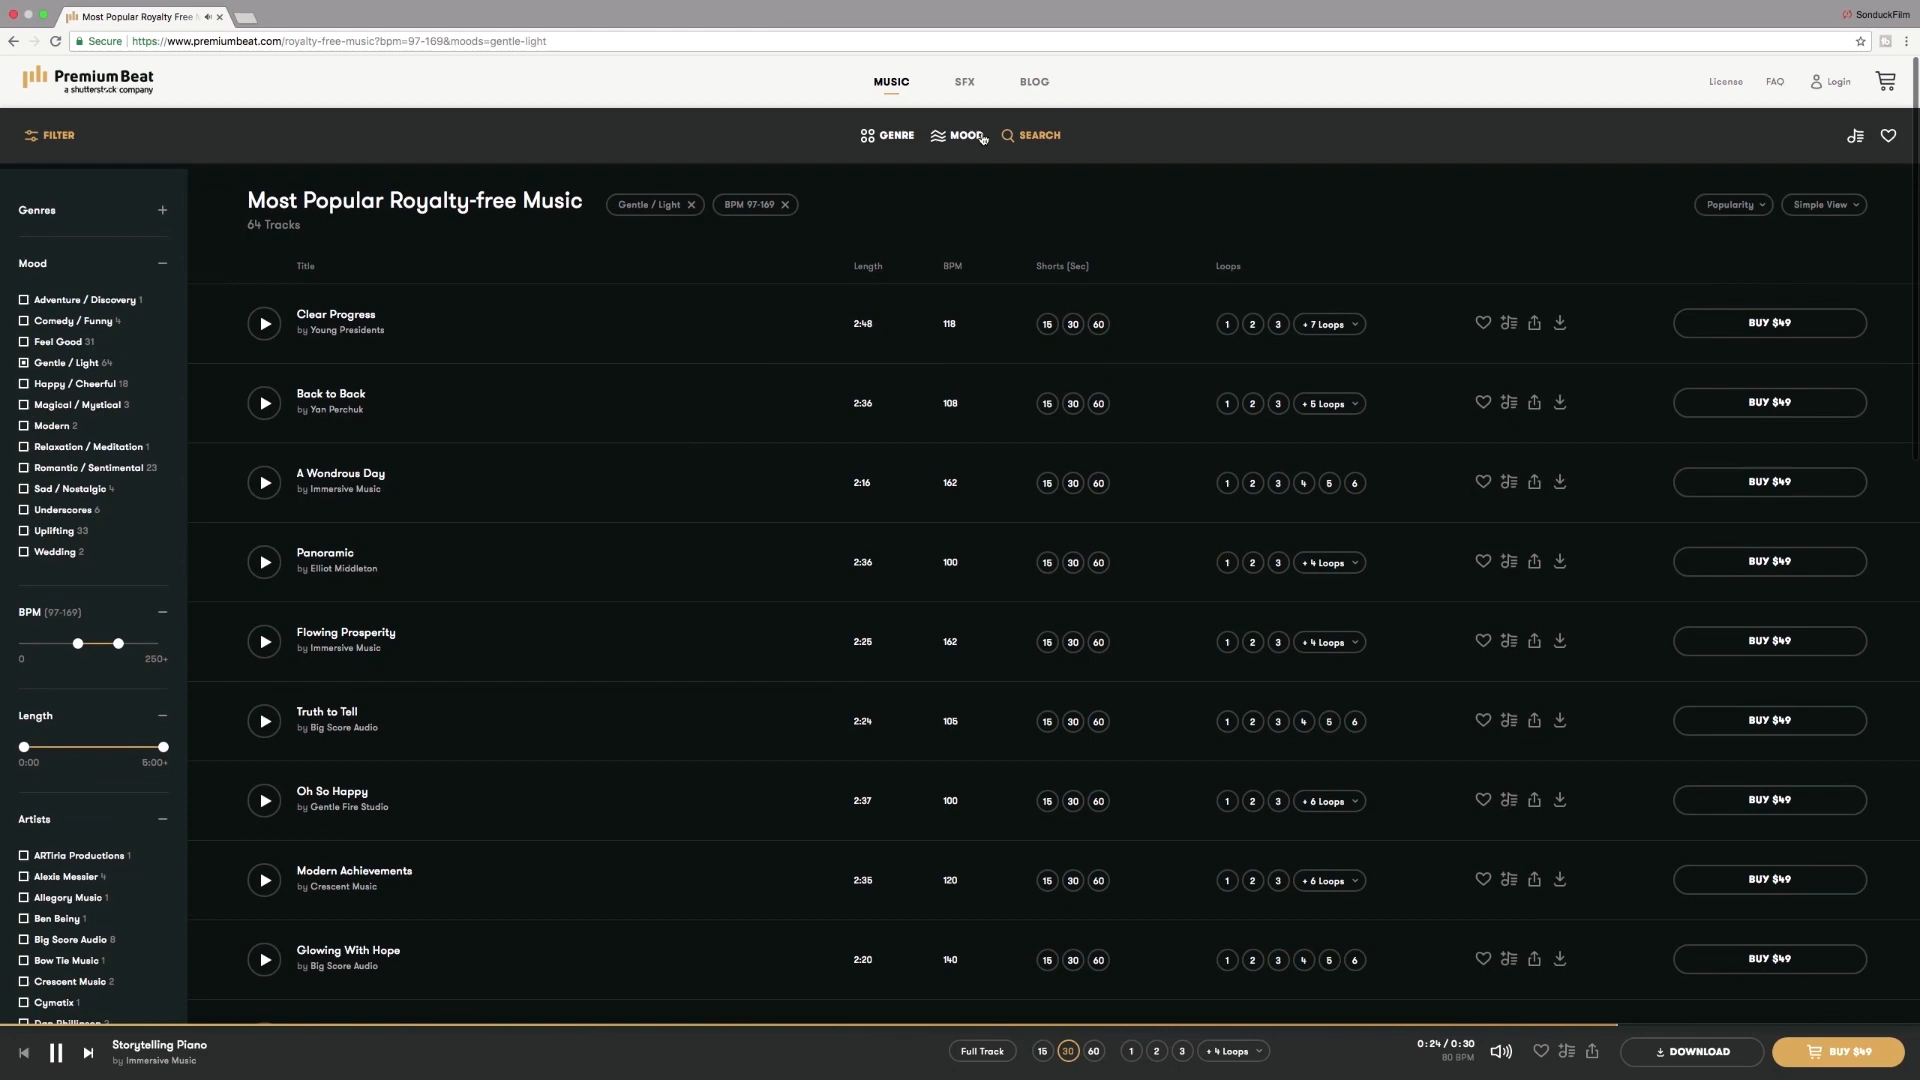 Most Popular Royalty Free
SonduckFilm
Secure https://www.premiumbeat.com/royalty-free-music?bpm=97-169&moods=gentle-light
PremiumBeat
a shutterstock company
MUSIC SFX BLOG
License FAQ Login
FILTER
GENRE MOOD SEARCH
Genres
Mood
Adventure / Discovery 1
Comedy / Funny 4
Feel Good 31
Gentle / Light 64
Happy / Cheerful 18
Magical / Mystical 3
Modern 2
Relaxation / Meditation 1
Romantic / Sentimental 23
Sad / Nostalgic 4
Underscores 6
Uplifting 33
Wedding 2
BPM (97-169)
0 250+
Length
0:00 5:00+
Artists
ARTiria Productions 1
Alexis Messier 4
Allegory Music 1
Ben Beiny 1
Big Score Audio 8
Bow Tie Music 1
Crescent Music 2
Cymatix 1
Most Popular Royalty-free Music
Gentle / Light BPM 97-169
64 Tracks
Popularity Simple View
Title Length BPM Shorts (Sec) Loops
Clear Progress
by Young Presidents
2:48 118 15 30 60 1 2 3 + 7 Loops BUY $49
Back to Back
by Yan Perchuk
2:36 108 15 30 60 1 2 3 + 5 Loops BUY $49
A Wondrous Day
by Immersive Music
2:16 162 15 30 60 1 2 3 4 5 6 BUY $49
Panoramic
by Elliot Middleton
2:36 100 15 30 60 1 2 3 + 4 Loops BUY $49
Flowing Prosperity
by Immersive Music
2:25 162 15 30 60 1 2 3 + 4 Loops BUY $49
Truth to Tell
by Big Score Audio
2:24 105 15 30 60 1 2 3 4 5 6 BUY $49
Oh So Happy
by Gentle Fire Studio
2:37 100 15 30 60 1 2 3 + 6 Loops BUY $49
Modern Achievements
by Crescent Music
2:35 120 15 30 60 1 2 3 + 6 Loops BUY $49
Glowing With Hope
by Big Score Audio
2:20 140 15 30 60 1 2 3 4 5 6 BUY $49
Storytelling Piano
by Immersive Music
Full Track 15 30 60 1 2 3 + 4 Loops
0:24 / 0:30
80 BPM
DOWNLOAD BUY $49